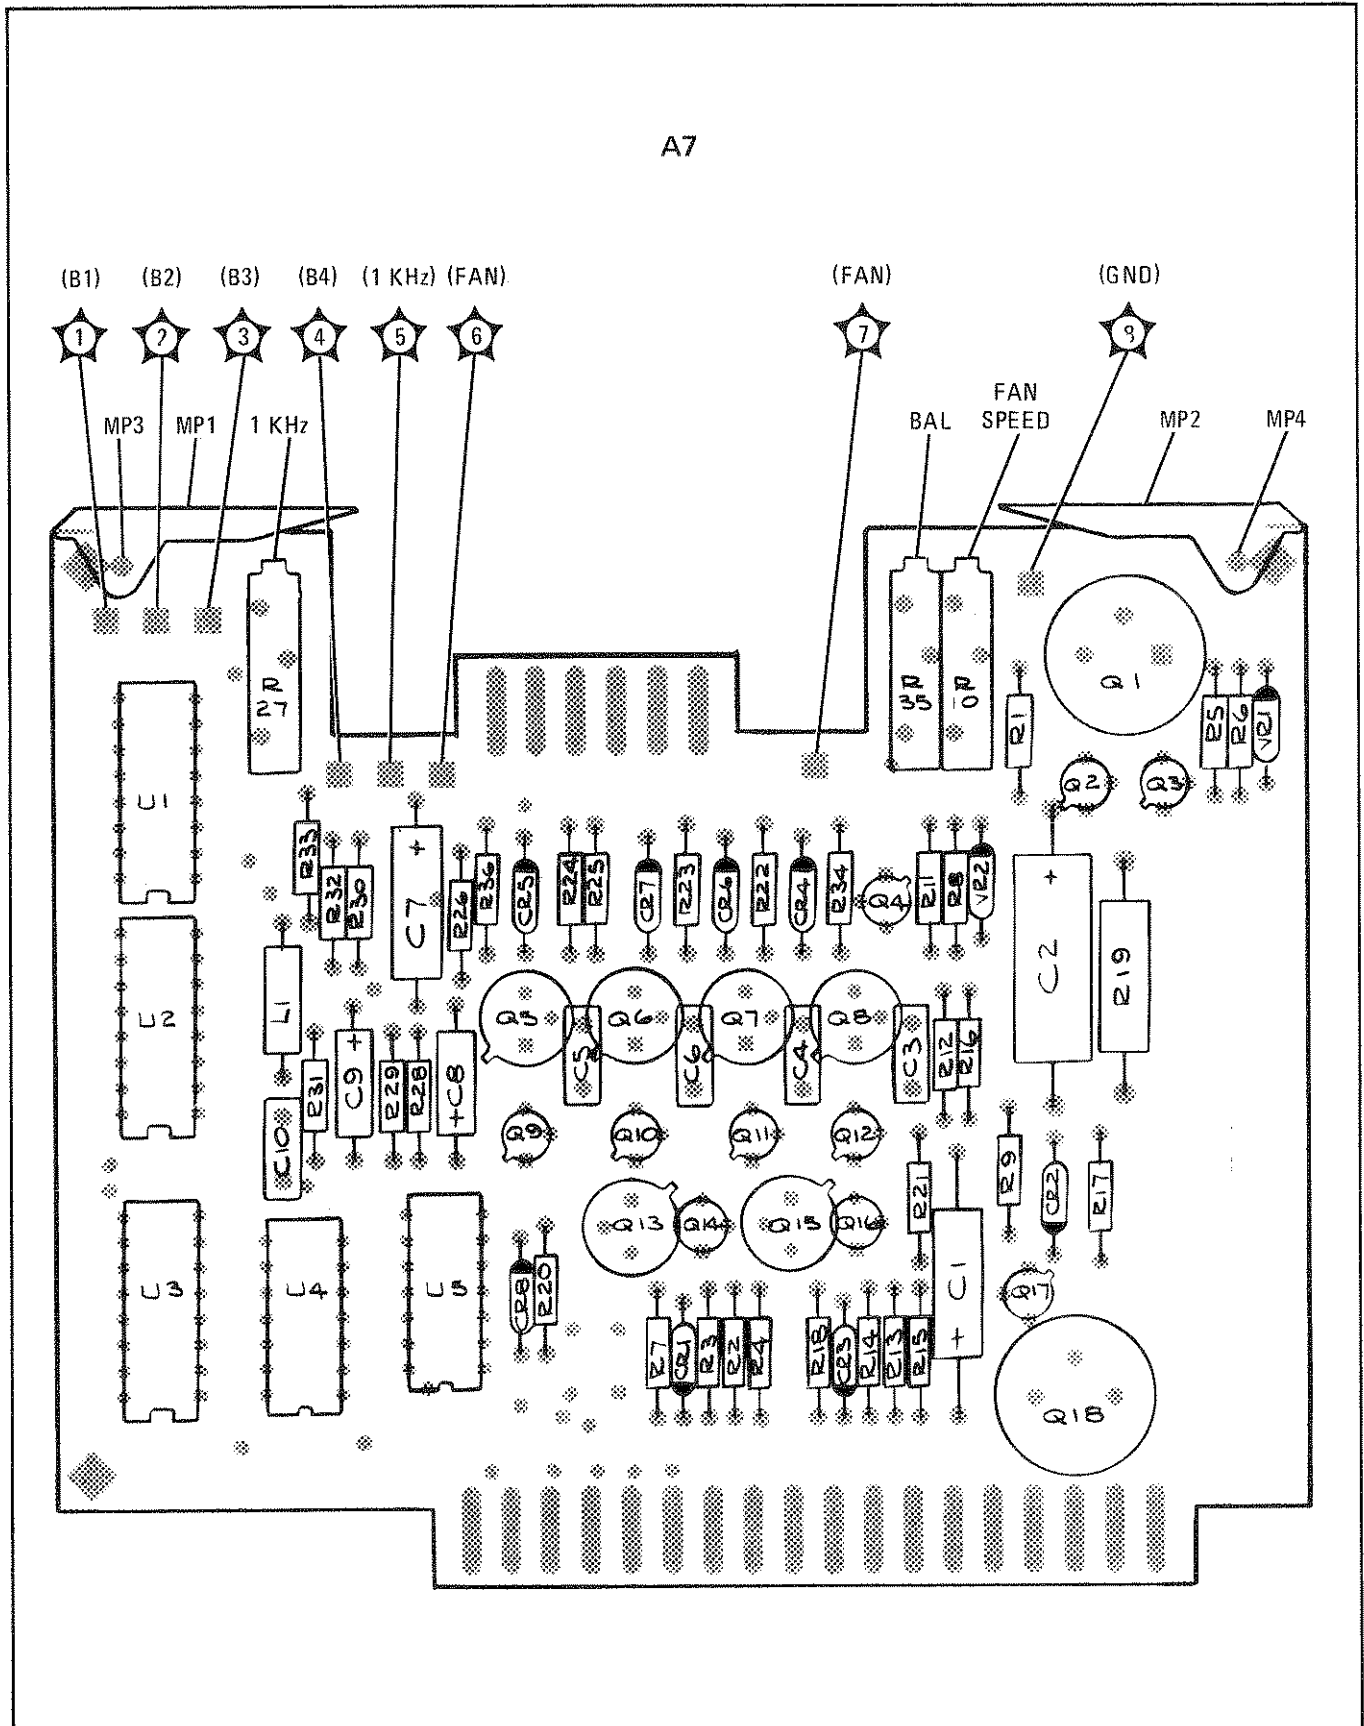 A7
(B1) (B2) (B3) (B4) (1 KHz) (FAN) (FAN) (GND)
1 2 3 4 5 6 7 8
MP3 MP1 1 KHz BAL FAN SPEED MP2 MP4
R27 R35 Q1
R1 R5 R6 VR1
Q2 Q3
U1
R33 R32 R30 C7 + R26 R36 CR5 R24 R25 CR7 R23 CR6 R22 CR4 R34 Q4 R11 R8 VR2 + C2 R19
U2 L1 Q5 Q6 Q7 Q8
R31 C9 + R29 R28 +C8 C5 C6 C4 C3 R12 R16
C10 Q9 Q10 Q11 Q12
R9 CR2 R17
Q13 Q14 Q15 Q16 R21
U3 U4 U5 CR8 R20 C1 + Q17
R7 CR1 R3 R2 R4 R18 CR3 R14 R13 R15
Q18